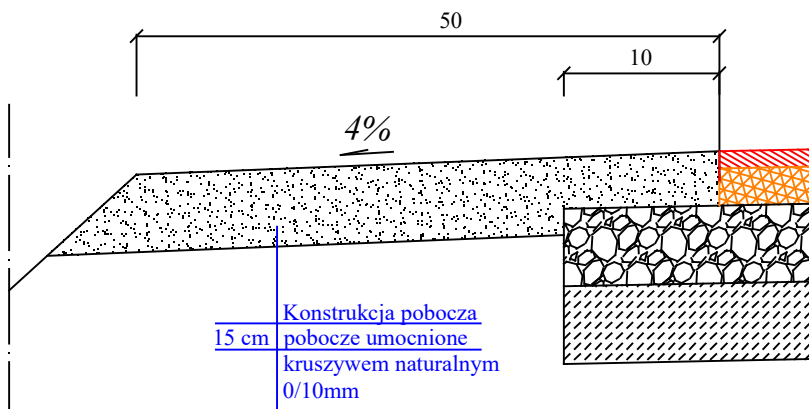 50
10
4%
Konstrukcja pobocza
15 cm pobocze umocnione
kruszywem naturalnym
0/10mm